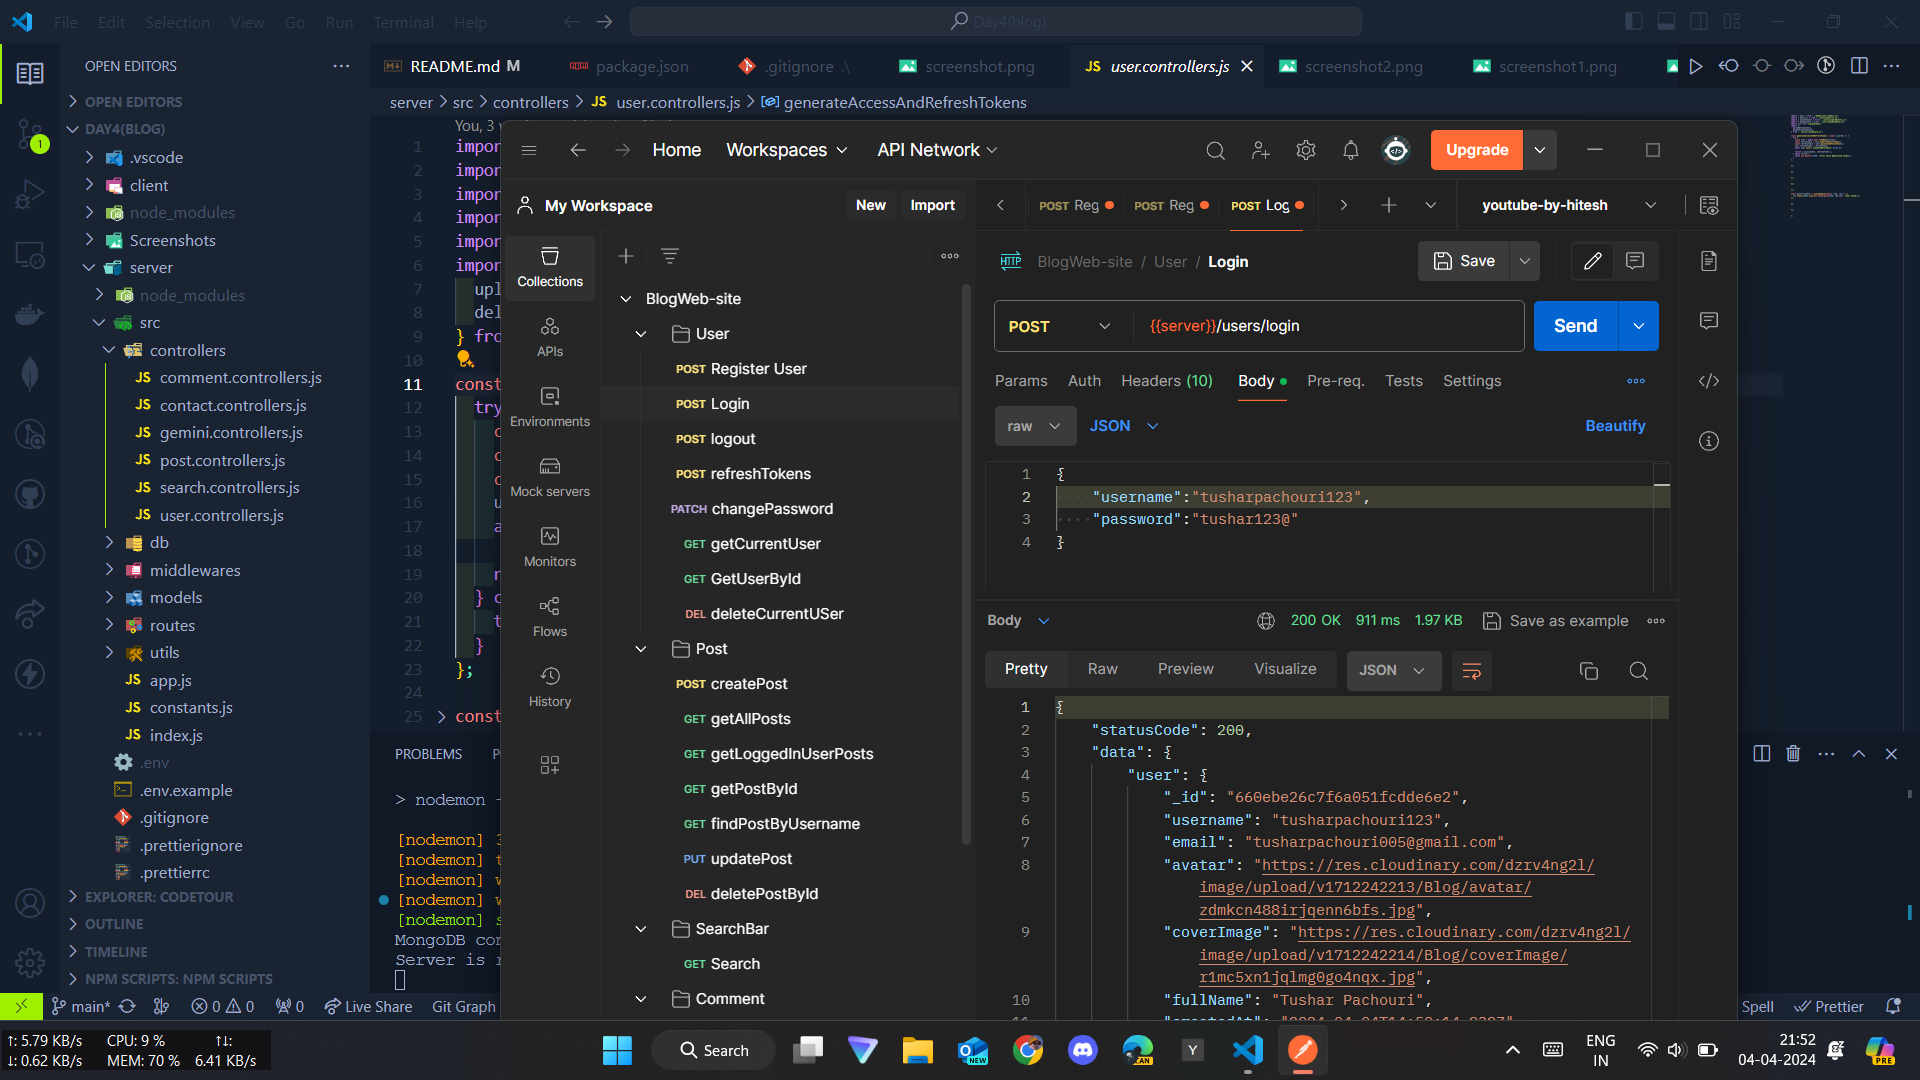 File Edit Selection View Go Run Terminal Help
Day4(blog)
OPEN EDITORS
README.md M
package.json
.gitignore .\
screenshot.png
user.controllers.js
screenshot2.png
screenshot1.png
OPEN EDITORS
DAY4(BLOG)
.vscode
client
node_modules
Screenshots
server
node_modules
src
controllers
comment.controllers.js
contact.controllers.js
gemini.controllers.js
post.controllers.js
search.controllers.js
user.controllers.js
db
middlewares
models
routes
utils
app.js
constants.js
index.js
.env
.env.example
.gitignore
.prettierignore
.prettierrc
EXPLORER: CODETOUR
OUTLINE
TIMELINE
NPM SCRIPTS: NPM SCRIPTS
1
server > src > controllers > JS user.controllers.js > generateAccessAndRefreshTokens
You, 3
1 impor
2 impor
3 impor
4 impor
5 impor
6 impor
7 upl
8 del
9 } fro
10
11 const
12 try
13 c
14 c
15 c
16 u
17 a
18
19 r
20 } c
21 t
22 }
23 };
24
25 const
PROBLEMS
> nodemon -
[nodemon] 3
[nodemon] t
[nodemon] w
[nodemon] w
[nodemon] s
MongoDB con
Server is r
Home Workspaces API Network
Upgrade
My Workspace
New Import
POST Reg
POST Reg
POST Log
youtube-by-hitesh
Collections
APIs
Environments
Mock servers
Monitors
Flows
History
BlogWeb-site
User
POST Register User
POST Login
POST logout
POST refreshTokens
PATCH changePassword
GET getCurrentUser
GET GetUserById
DEL deleteCurrentUSer
Post
POST createPost
GET getAllPosts
GET getLoggedInUserPosts
GET getPostById
GET findPostByUsername
PUT updatePost
DEL deletePostById
SearchBar
GET Search
Comment
HTTP BlogWeb-site / User / Login
Save
POST {{server}}/users/login
Send
Params Auth Headers (10) Body Pre-req. Tests Settings
raw JSON Beautify
1 {
2 "username":"tusharpachouri123",
3 "password":"tushar123@"
4 }
Body 200 OK 911 ms 1.97 KB Save as example
Pretty Raw Preview Visualize JSON
1 {
2 "statusCode": 200,
3 "data": {
4 "user": {
5 "_id": "660ebe26c7f6a051fcdde6e2",
6 "username": "tusharpachouri123",
7 "email": "tusharpachouri005@gmail.com",
8 "avatar": "https://res.cloudinary.com/dzrv4ng2l/
image/upload/v1712242213/Blog/avatar/
zdmkcn488irjqenn6bfs.jpg",
9 "coverImage": "https://res.cloudinary.com/dzrv4ng2l/
image/upload/v1712242214/Blog/coverImage/
r1mc5xn1jqlmg0go4nqx.jpg",
10 "fullName": "Tushar Pachouri",
main* 0 0 0 Live Share Git Graph
Spell Prettier
↑: 5.79 KB/s CPU: 9 % ↑↓:
↓: 0.62 KB/s MEM: 70 % 6.41 KB/s
Search
NEW
CAN
Y
ENG
IN
21:52
04-04-2024
PRE